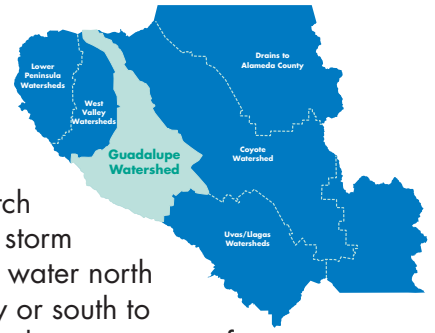 Lower
Peninsula
Watersheds
West
Valley
Watersheds
Drains to
Alameda County
Guadalupe
Watershed
Coyote
Watershed
Uvas/Llagas
Watersheds
storm
water north
or south to